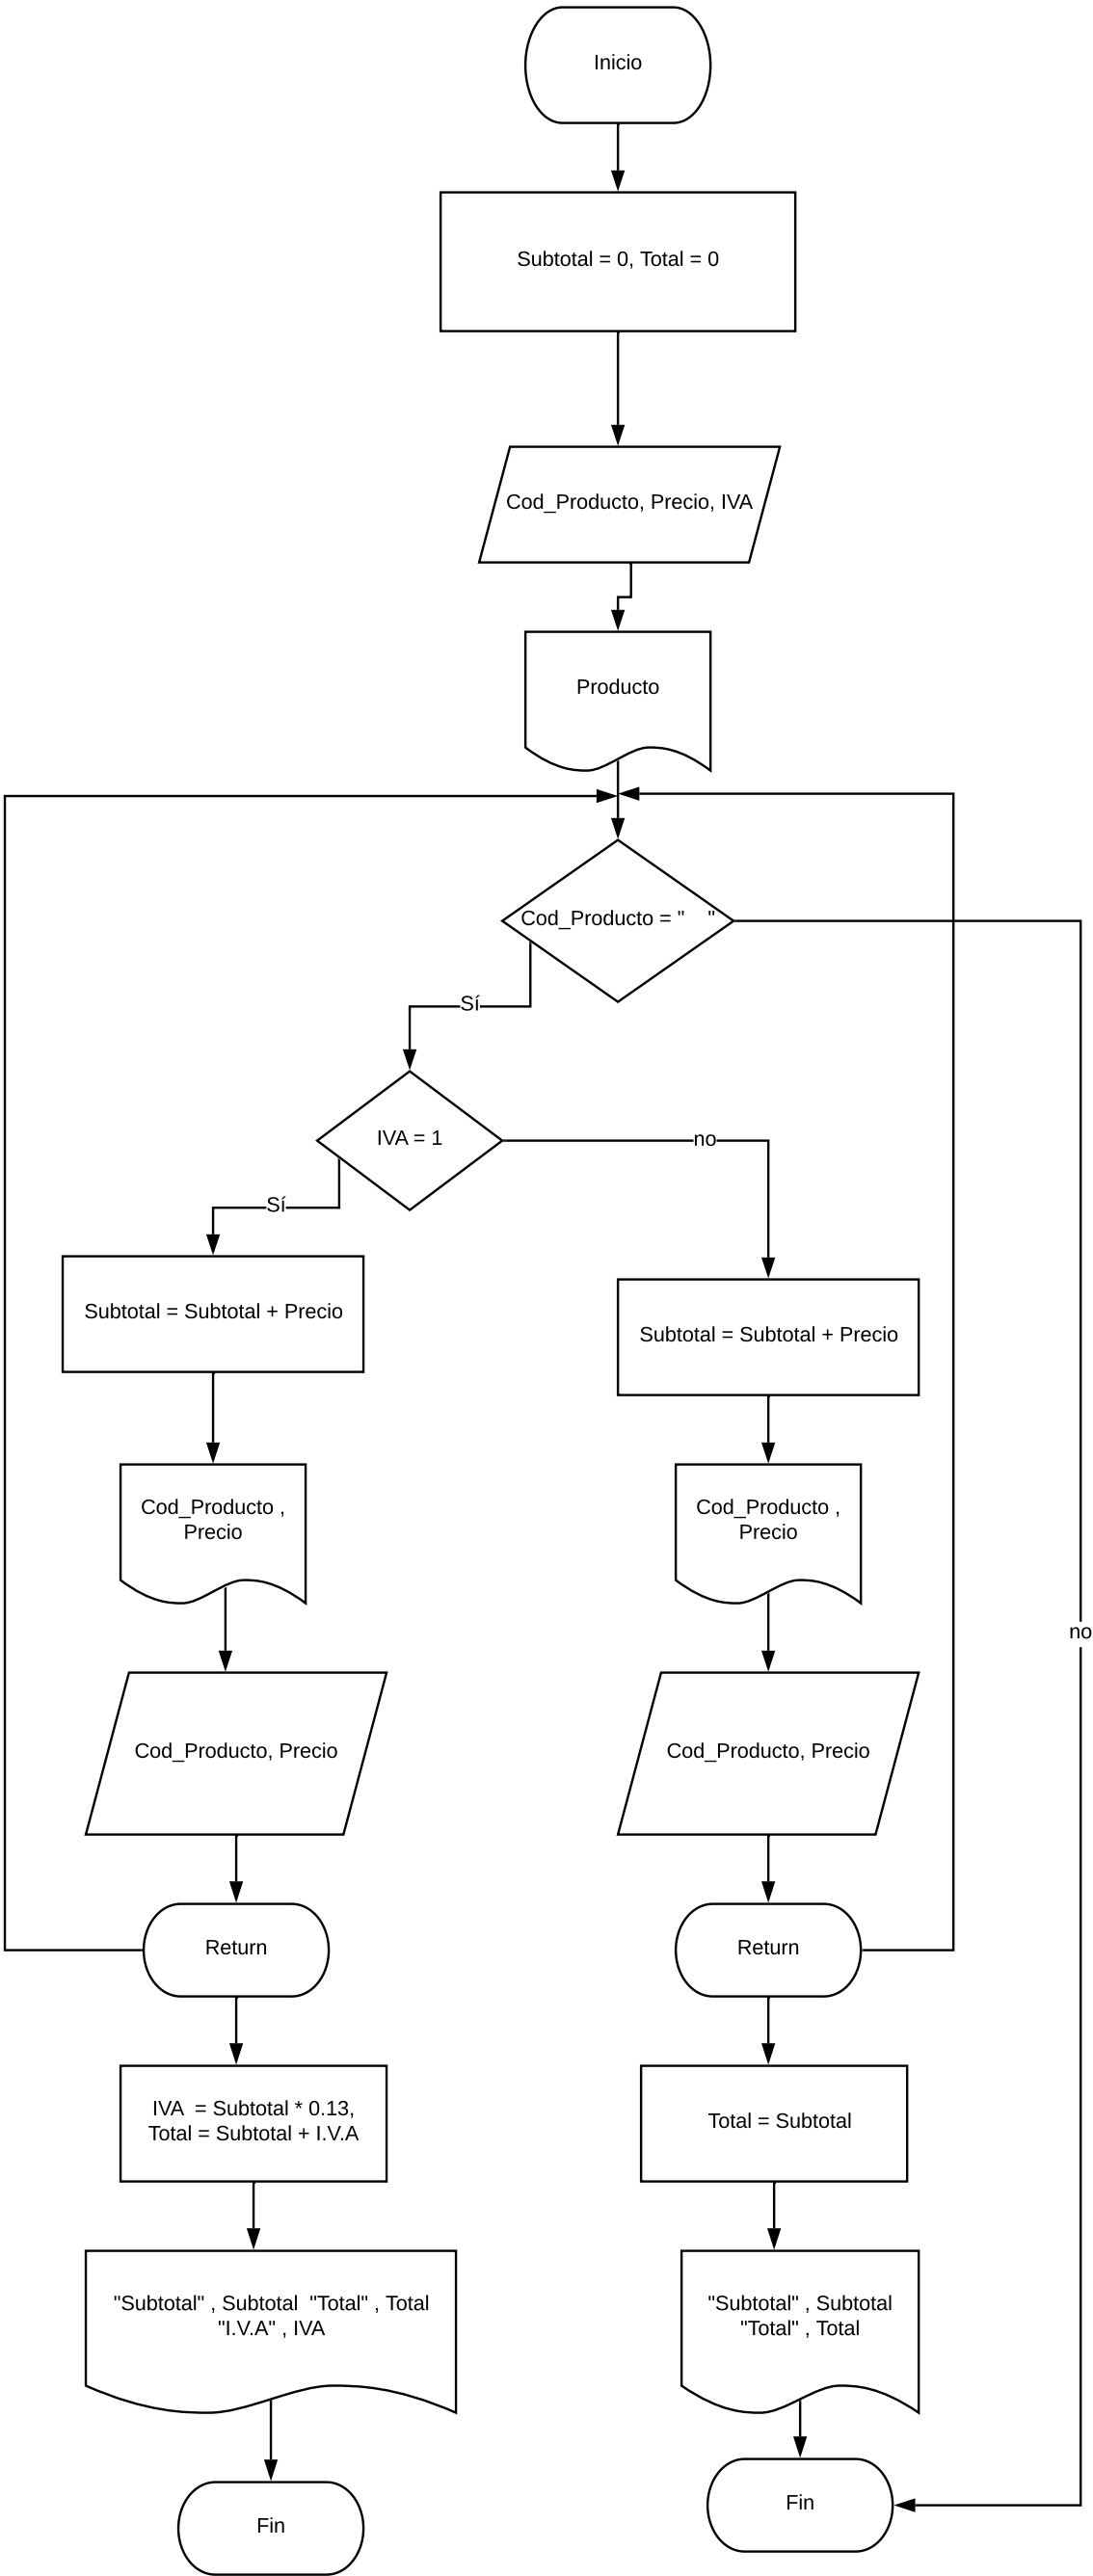 Inicio
Subtotal = 0, Total = 0
Cod_Producto, Precio, IVA
Producto
Cod_Producto = "    "
Sí
IVA = 1
no
Sí
Subtotal = Subtotal + Precio
Subtotal = Subtotal + Precio
Cod_Producto ,
Precio
Cod_Producto ,
Precio
no
Cod_Producto, Precio
Cod_Producto, Precio
Return
Return
IVA  = Subtotal * 0.13,
Total = Subtotal + I.V.A
Total = Subtotal
"Subtotal" , Subtotal  "Total" , Total
"I.V.A" , IVA
"Subtotal" , Subtotal
"Total" , Total
Fin
Fin